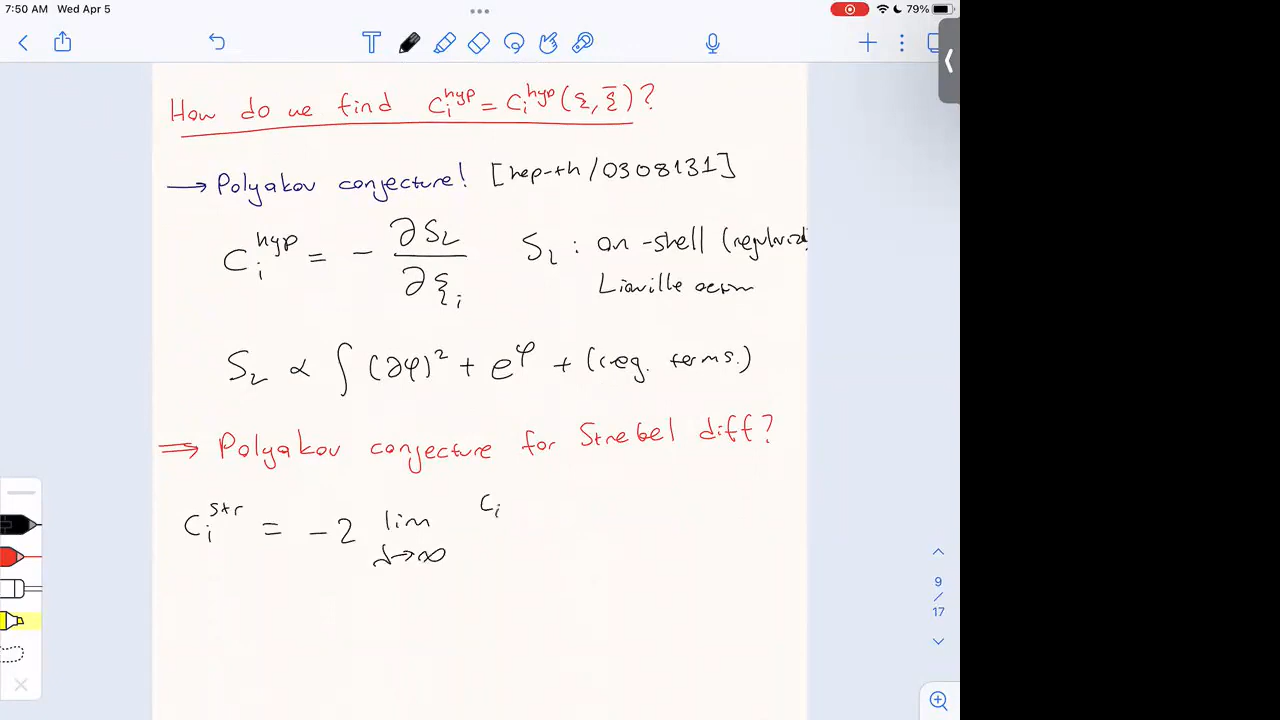 7:50 AM Wed Apr 5
79%
T
How do we find C_i^hyp = C_i^hyp (ξ, ξ̄)?
→ Polyakov conjecture! [hep-th/0308131]
C_i^hyp = - ∂S_L / ∂ξ_i S_L : on-shell (regularized)
Liouville action
S_L ∝ ∫ (∂φ)² + e^φ + (reg. terms.)
⇒ Polyakov conjecture for Strebel diff?
C_i^str = -2 lim_{λ→∞} C_i
9
/
17